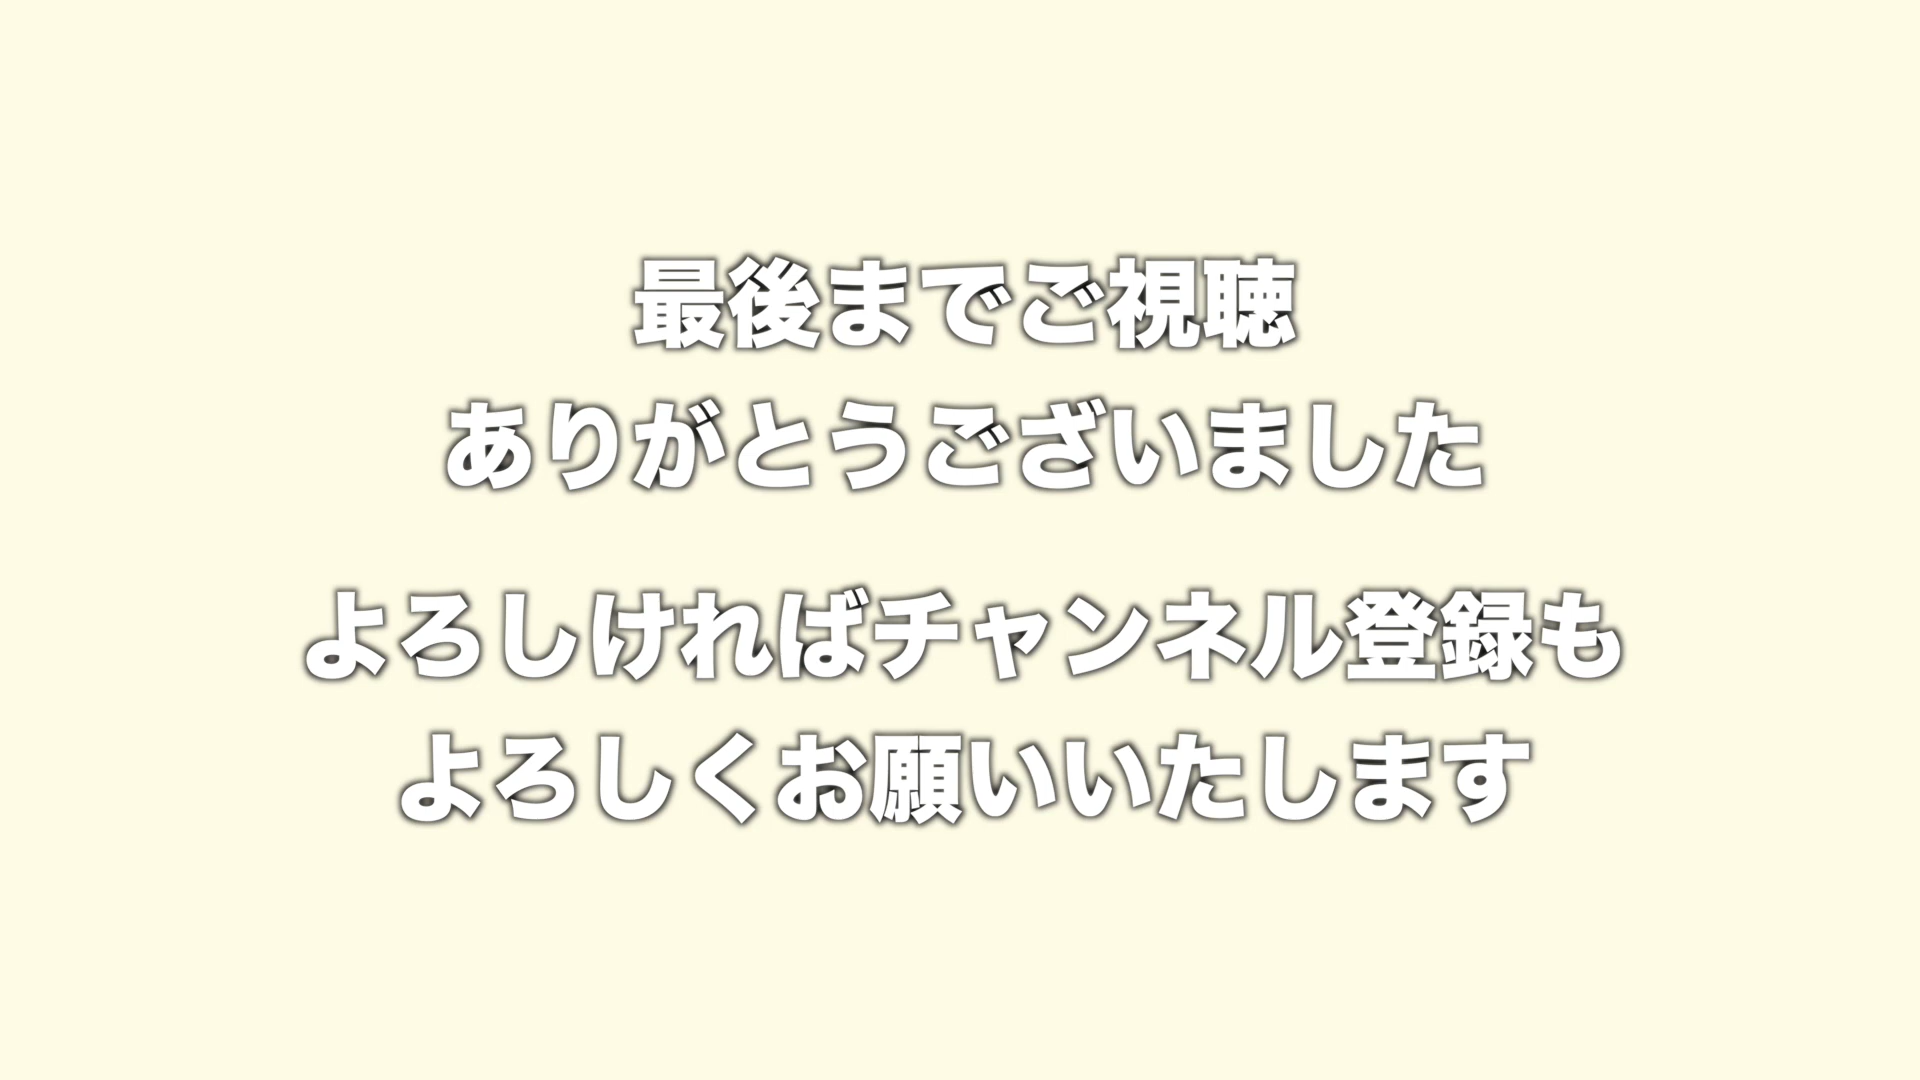 最後までご視聴
ありがとうございました
よろしければチャンネル登録も
よろしくお願いいたします